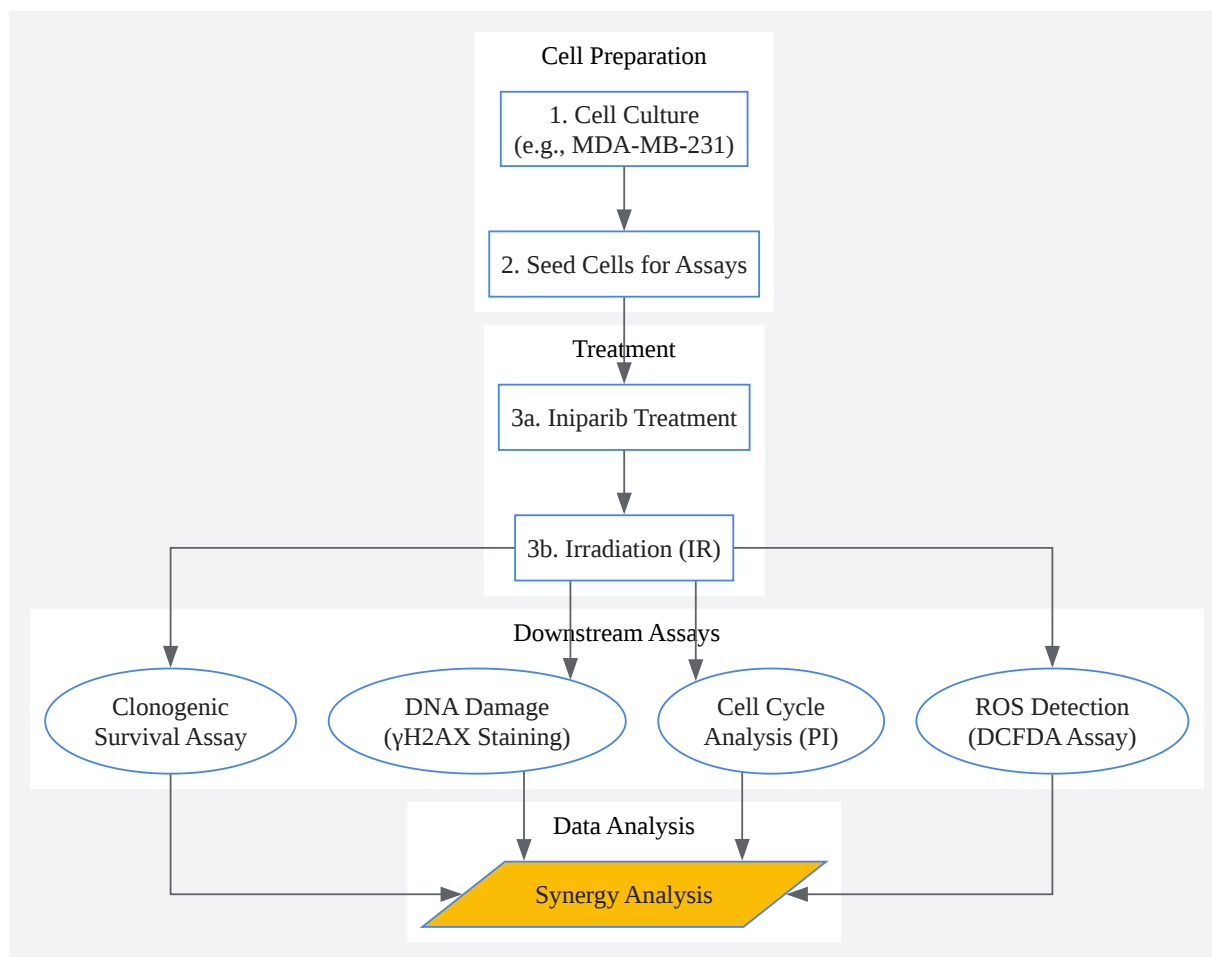 Cell Preparation
1. Cell Culture
(e.g., MDA-MB-231)
2. Seed Cells for Assays
Treatment
3a. Iniparib Treatment
3b. Irradiation (IR)
Downstream Assays
Clonogenic
Survival Assay
DNA Damage
(γH2AX Staining)
Cell Cycle
Analysis (PI)
ROS Detection
(DCFDA Assay)
Data Analysis
Synergy Analysis